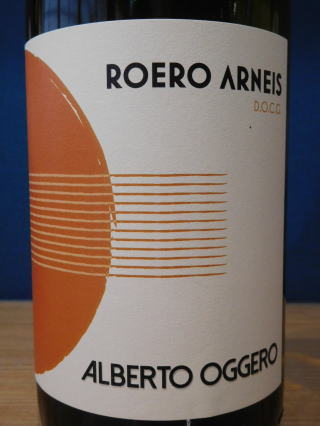 ROERO ARNEIS
D.O.C.G.
ALBERTO OGGERO